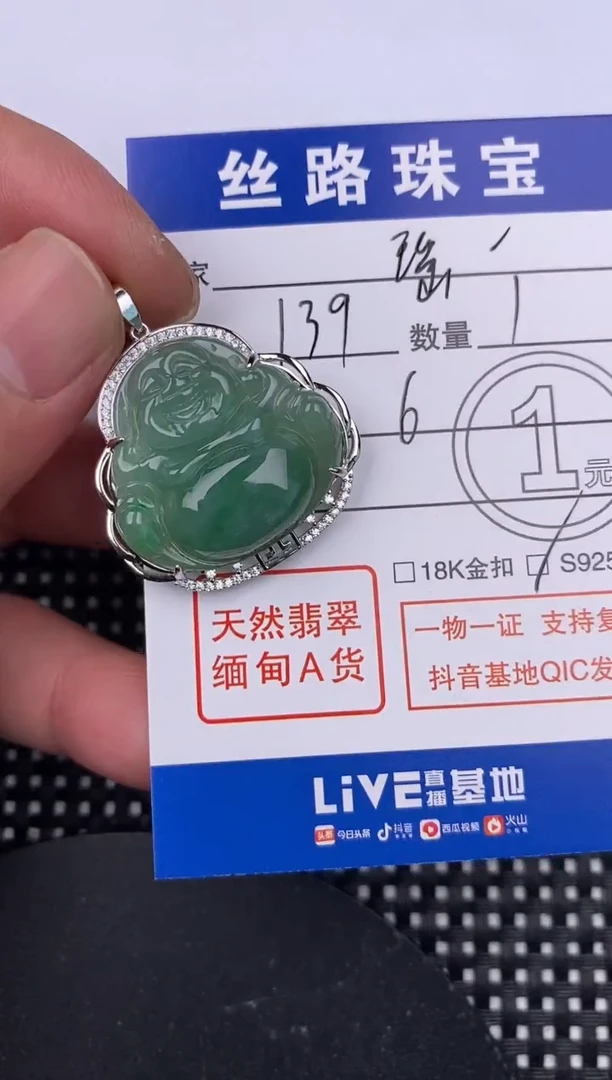 丝路珠宝
家
139 数量 1
6
1元
18K金扣 S925
天然翡翠 一物一证 支持复
缅甸A货 抖音基地QIC发
LiVE直播基地
头条 今日头条 抖音 西瓜视频 火山